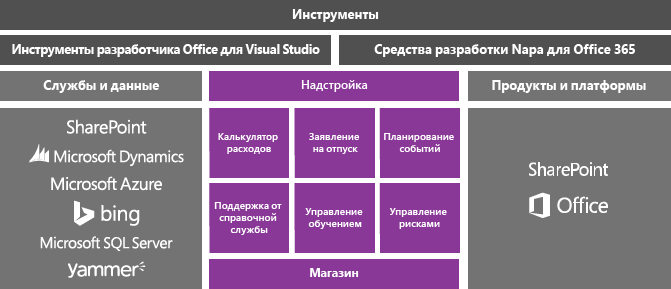 Инструменты
Инструменты разработчика Office для Visual Studio
Средства разработки Napa для Office 365
Службы и данные
Надстройка
Продукты и платформы
SharePoint
Microsoft Dynamics
Microsoft Azure
bing
Microsoft SQL Server
yammer
Калькулятор
расходов
Заявление
на отпуск
Планирование
событий
Поддержка от
справочной
службы
Управление
обучением
Управление
рисками
Магазин
SharePoint
Office